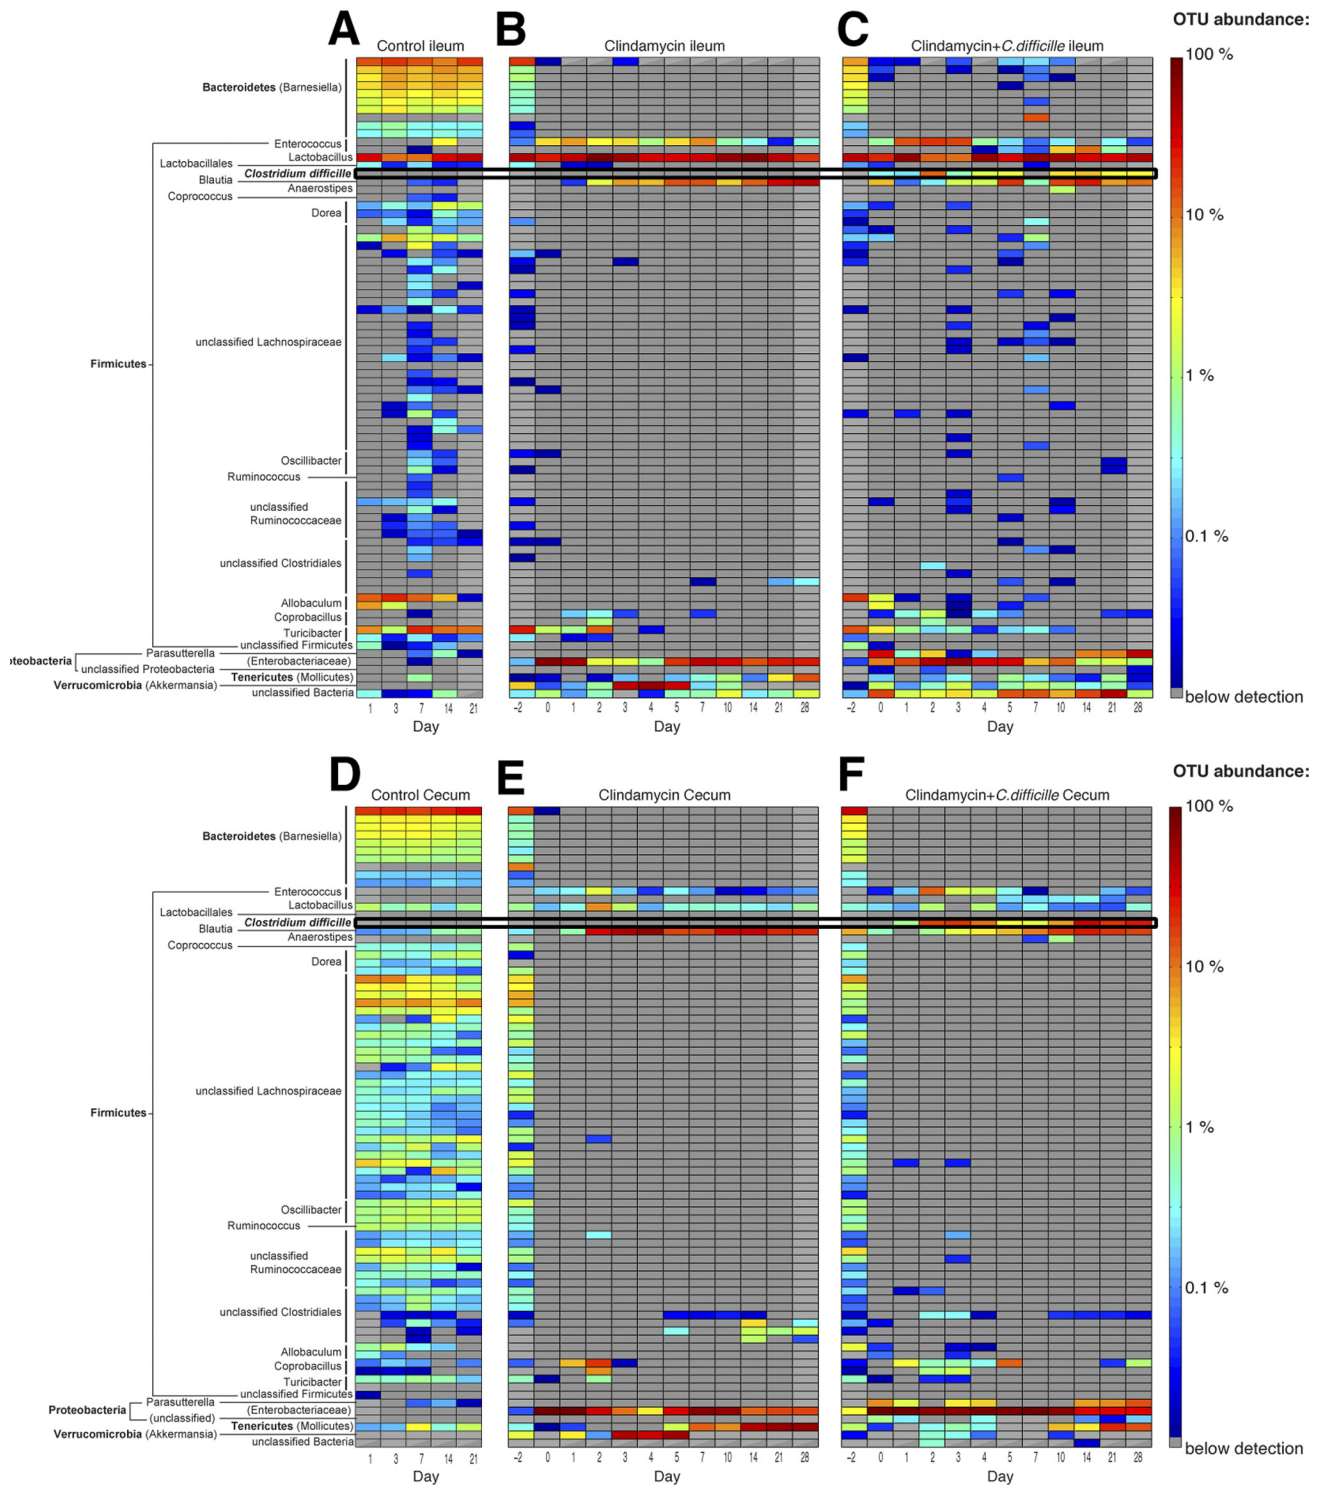 A
Control ileum
B
Clindamycin ileum
C
Clindamycin+C.difficille ileum
OTU abundance:
100 %
10 %
1 %
0.1 %
below detection
Bacteroidetes (Barnesiella)
Enterococcus
Lactobacillus
Lactobacillales
Clostridium difficille
Blautia
Anaerostipes
Coprococcus
Dorea
unclassified Lachnospiraceae
Firmicutes
Oscillibacter
Ruminococcus
unclassified
Ruminococcaceae
unclassified Clostridiales
Allobaculum
Coprobacillus
Turicibacter
unclassified Firmicutes
Parasutterella
oteobacteria
(Enterobacteriaceae)
unclassified Proteobacteria
Tenericutes (Mollicutes)
Verrucomicrobia (Akkermansia)
unclassified Bacteria
1 3 7 14 21
Day
−2 0 1 2 3 4 5 7 10 14 21 28
Day
−2 0 1 2 3 4 5 7 10 14 21 28
Day
D
Control Cecum
E
Clindamycin Cecum
F
Clindamycin+C.difficille Cecum
OTU abundance:
100 %
10 %
1 %
0.1 %
below detection
Bacteroidetes (Barnesiella)
Enterococcus
Lactobacillus
Lactobacillales
Clostridium difficille
Blautia
Anaerostipes
Coprococcus
Dorea
unclassified Lachnospiraceae
Firmicutes
Oscillibacter
Ruminococcus
unclassified
Ruminococcaceae
unclassified Clostridiales
Allobaculum
Coprobacillus
Turicibacter
unclassified Firmicutes
Parasutterella
Proteobacteria
(Enterobacteriaceae)
(unclassified)
Tenericutes (Mollicutes)
Verrucomicrobia (Akkermansia)
unclassified Bacteria
1 3 7 14 21
Day
−2 0 1 2 3 4 5 7 10 14 21 28
Day
−2 0 1 2 3 4 5 7 10 14 21 28
Day